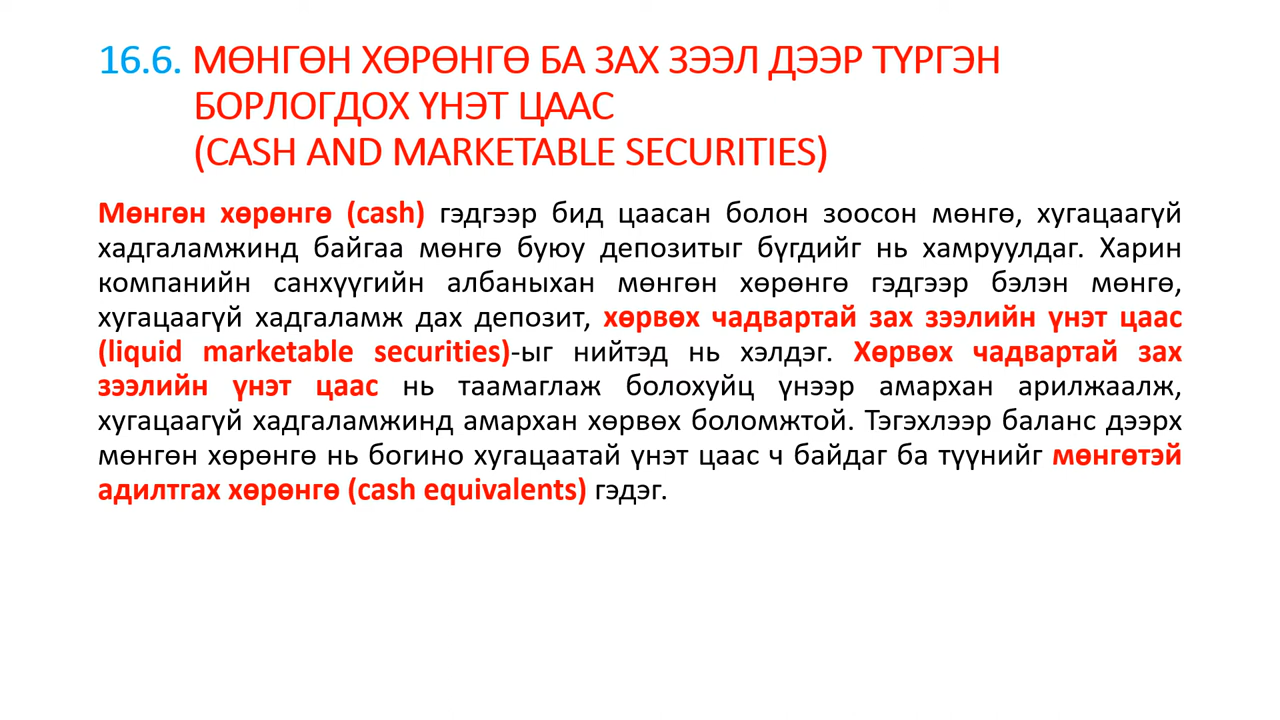 16.6. МӨНГӨН ХӨРӨНГӨ БА ЗАХ ЗЭЭЛ ДЭЭР ТҮРГЭН
БОРЛОГДОХ ҮНЭТ ЦААС
(CASH AND MARKETABLE SECURITIES)
Мөнгөн хөрөнгө (cash) гэдгээр бид цаасан болон зоосон мөнгө, хугацаагүй
хадгаламжинд байгаа мөнгө буюу депозитыг бүгдийг нь хамруулдаг. Харин
компанийн санхүүгийн албаныхан мөнгөн хөрөнгө гэдгээр бэлэн мөнгө,
хугацаагүй хадгаламж дах депозит, хөрвөх чадвартай зах зээлийн үнэт цаас
(liquid marketable securities)-ыг нийтэд нь хэлдэг. Хөрвөх чадвартай зах
зээлийн үнэт цаас нь таамаглаж болохуйц үнээр амархан арилжаалж,
хугацаагүй хадгаламжинд амархан хөрвөх боломжтой. Тэгэхлээр баланс дээрх
мөнгөн хөрөнгө нь богино хугацаатай үнэт цаас ч байдаг ба түүнийг мөнгөтэй
адилтгах хөрөнгө (cash equivalents) гэдэг.